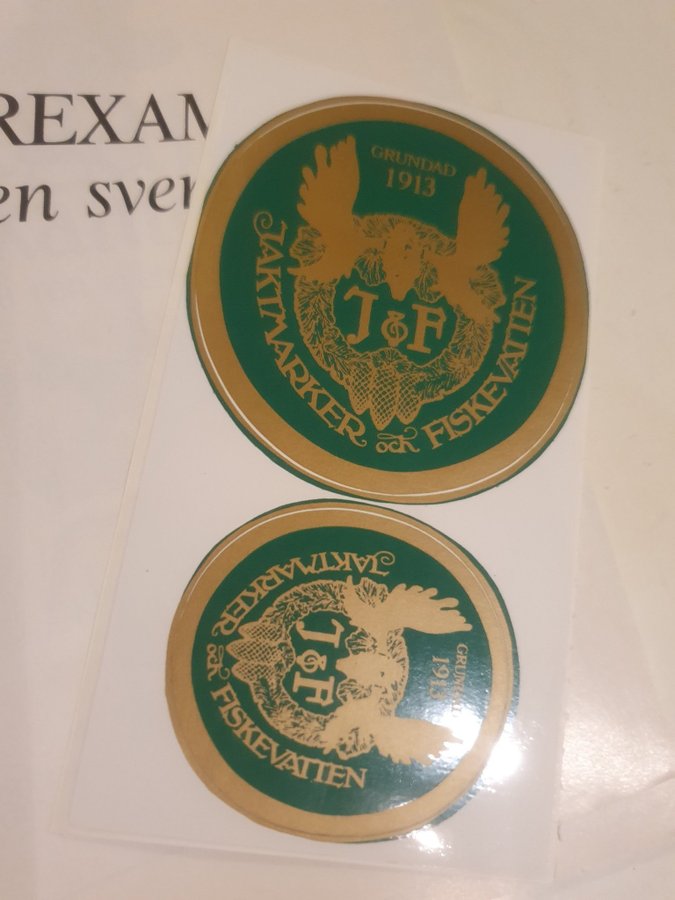 REXAM
en sver
GRUNDAD
1913
J & F
JAKTMARKER och FISKEVATTEN
GRUNDAD
1913
J & F
JAKTMARKER och FISKEVATTEN